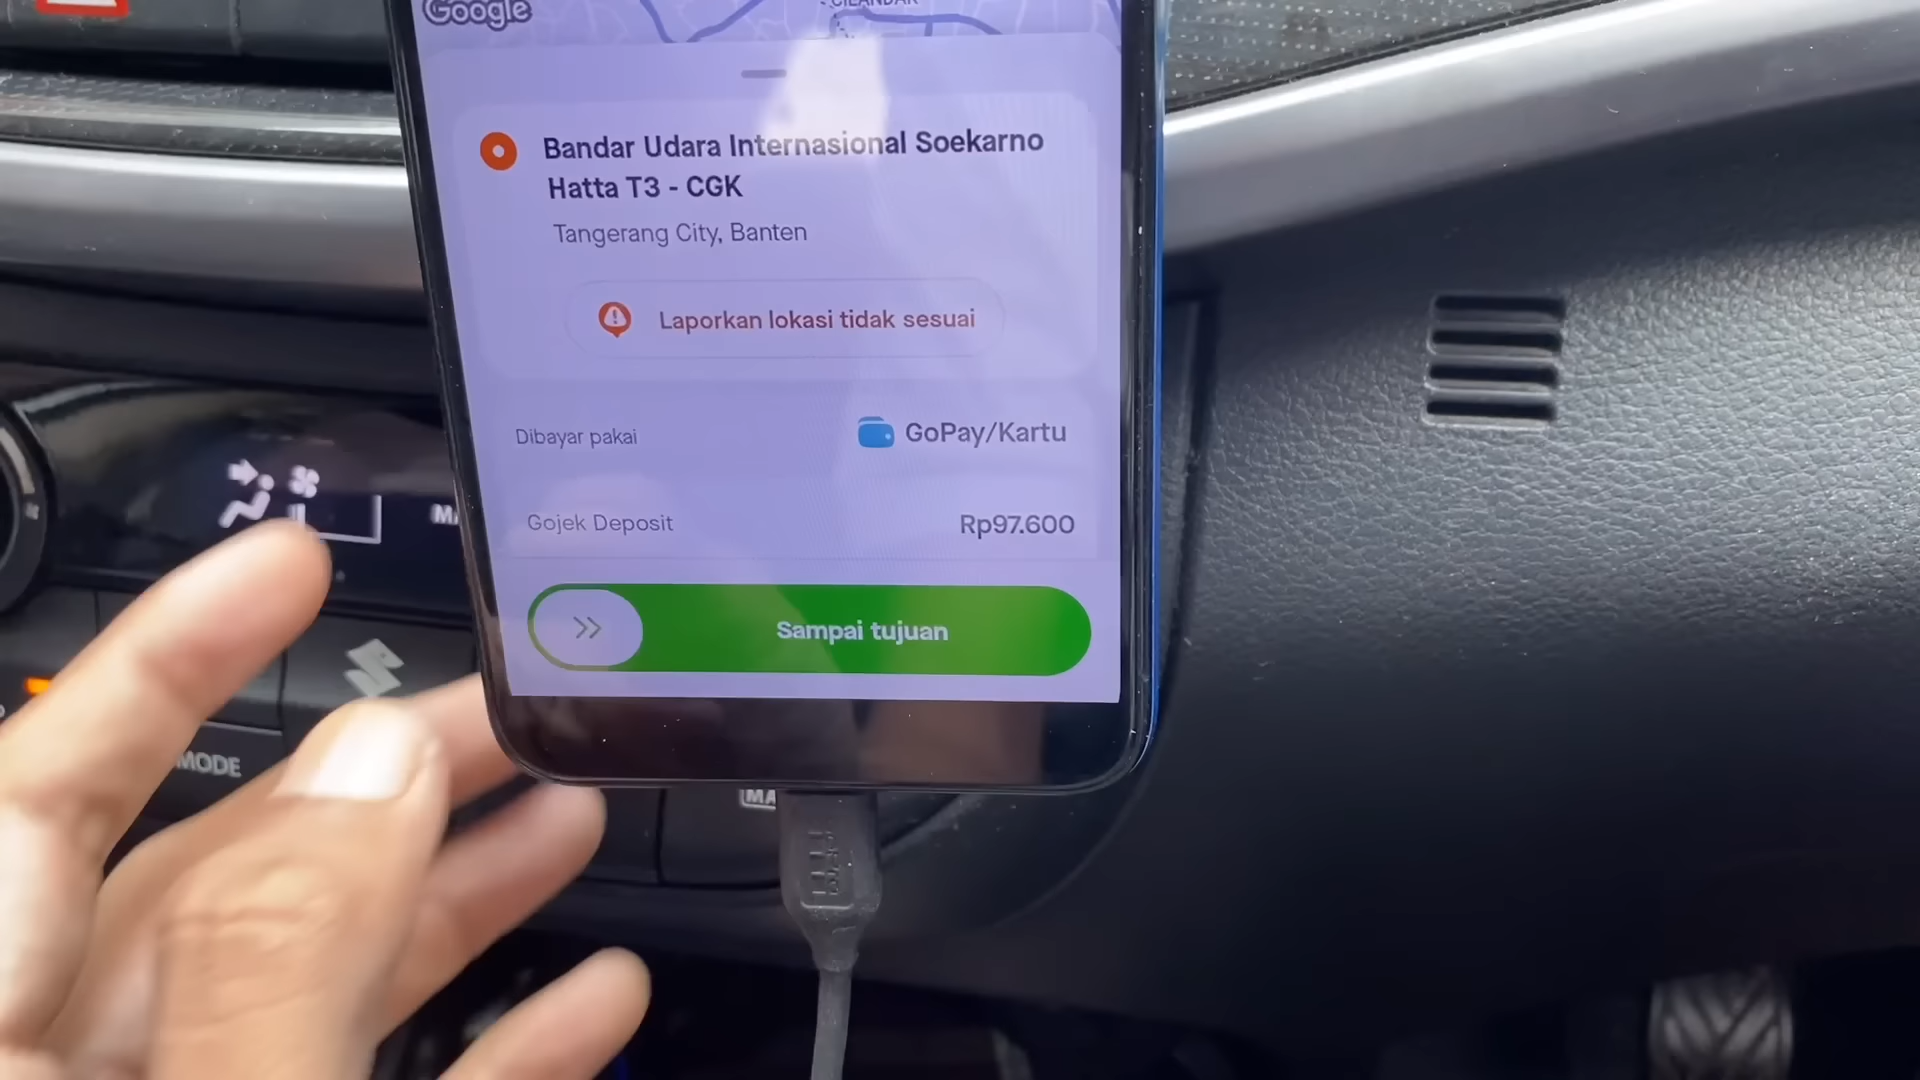 Google
CILANDAK
Bandar Udara Internasional Soekarno
Hatta T3 - CGK
Tangerang City, Banten
Laporkan lokasi tidak sesuai
Dibayar pakai
GoPay/Kartu
Gojek Deposit
Rp97.600
Sampai tujuan
MODE